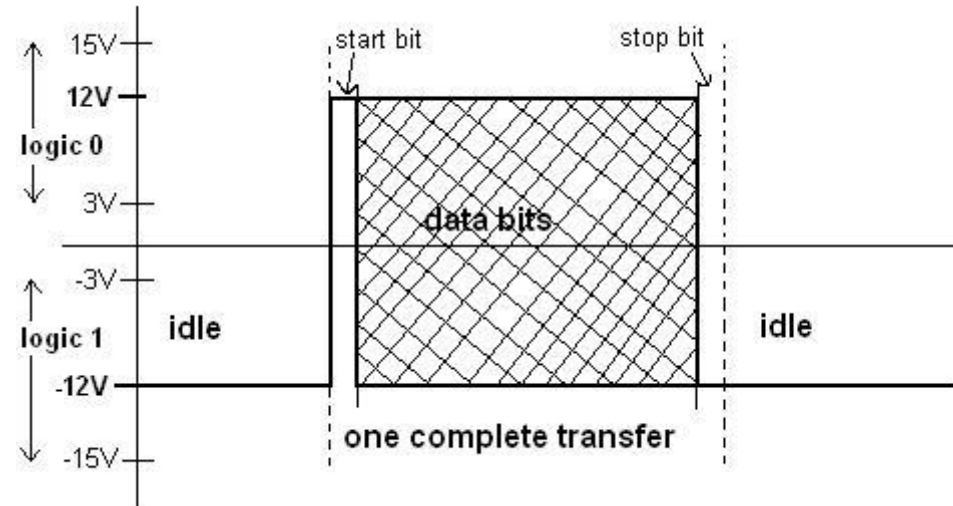 start bit
stop bit
15V
12V
logic 0
3V
data bits
-3V
idle
idle
logic 1
-12V
one complete transfer
-15V